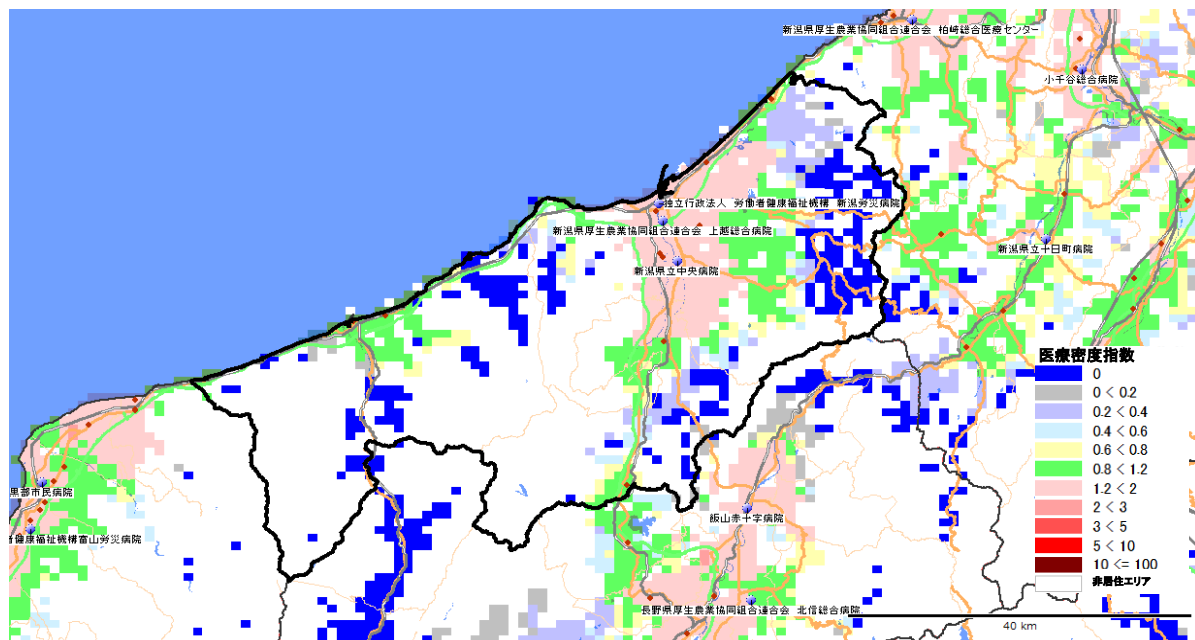 新潟県厚生農業協同組合連合会 柏崎総合医療センター
小千谷総合病院
独立行政法人 労働者健康福祉機構 新潟労災病院
新潟県厚生農業協同組合連合会 上越総合病院
新潟県立十日町病院
新潟県立中央病院
医療密度指数
0
0 < 0.2
0.2 < 0.4
0.4 < 0.6
0.6 < 0.8
0.8 < 1.2
1.2 < 2
2 < 3
3 < 5
5 < 10
10 <= 100
非居住エリア
黒部市民病院
飯山赤十字病院
者健康福祉機構富山労災病院
長野県厚生農業協同組合連合会 北信総合病院
40 km